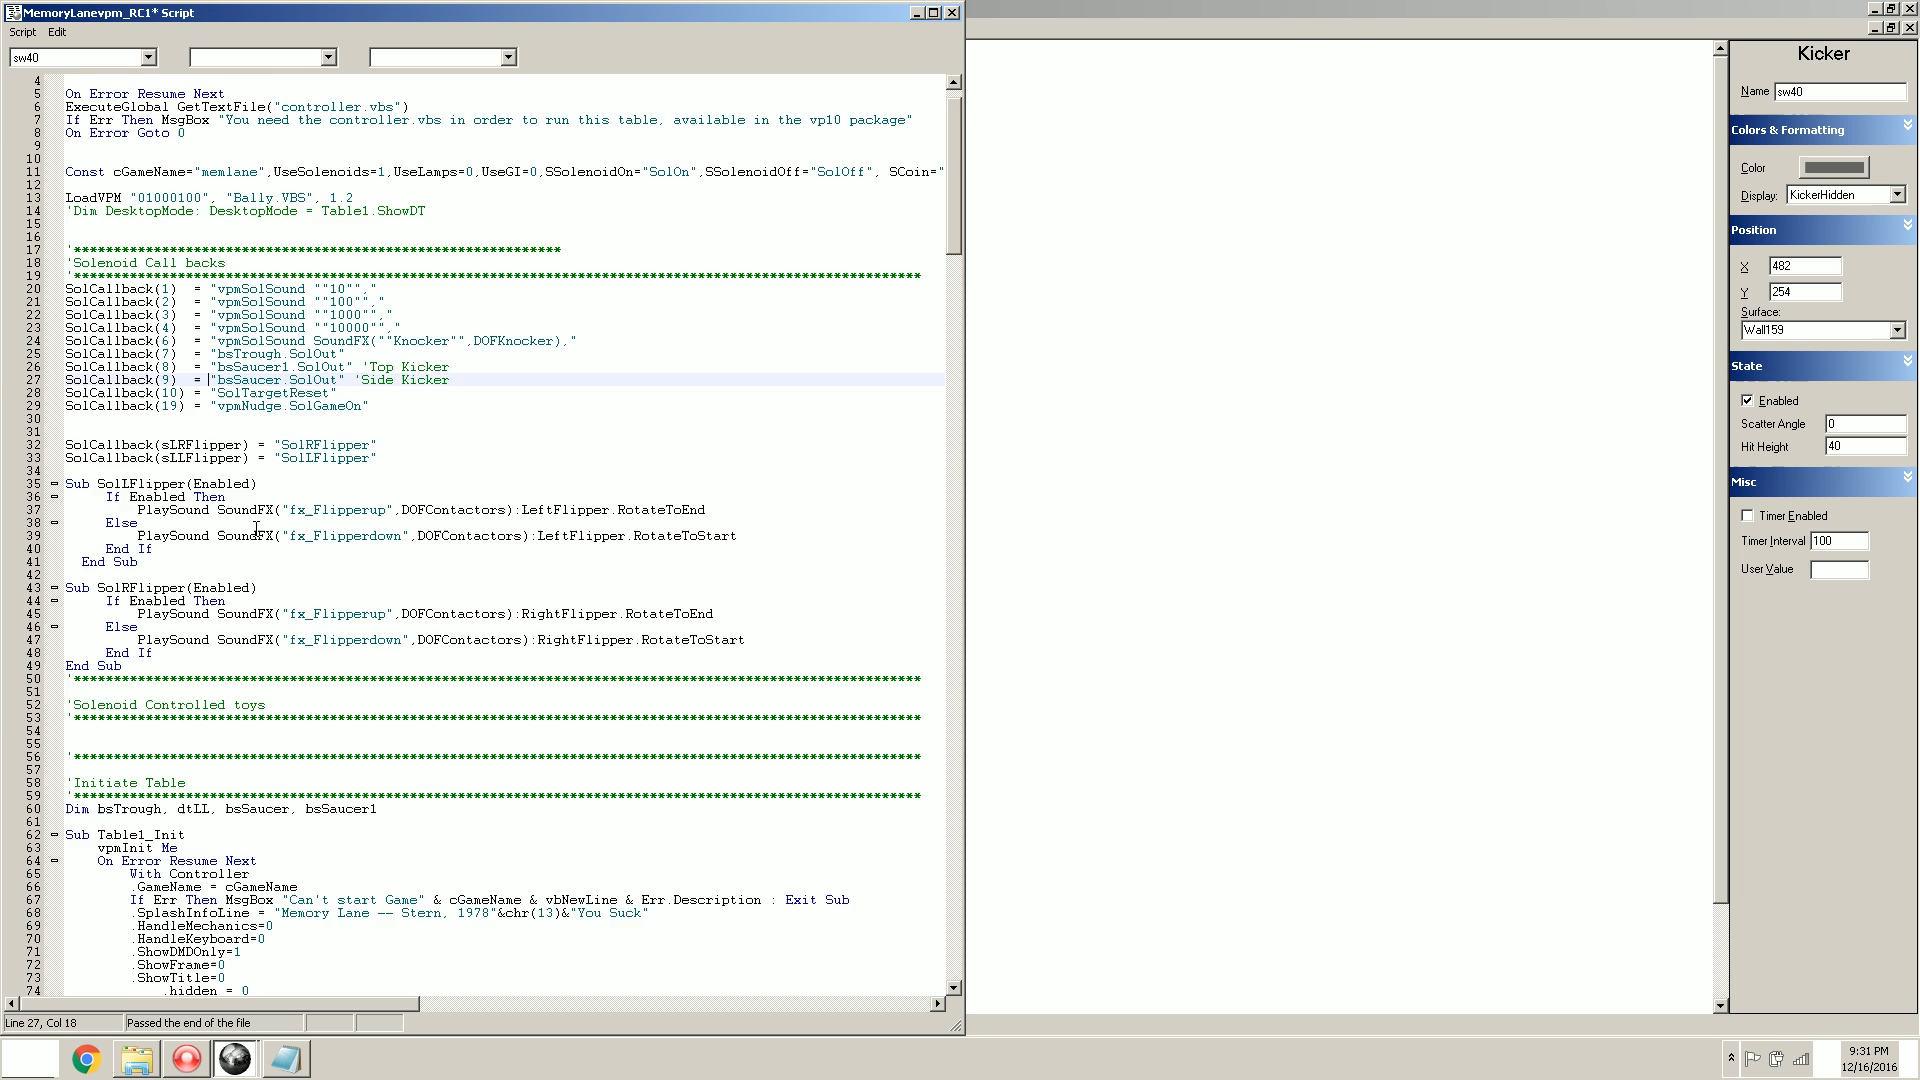 MemoryLanevpm_RC1* Script
Script Edit
sw40
4
5 On Error Resume Next
6 ExecuteGlobal GetTextFile("controller.vbs")
7 If Err Then MsgBox "You need the controller.vbs in order to run this table, available in the vp10 package"
8 On Error Goto 0
9
10
11 Const cGameName="memlane",UseSolenoids=1,UseLamps=0,UseGI=0,SSolenoidOn="SolOn",SSolenoidOff="SolOff", SCoin="
12
13 LoadVPM "01000100", "Bally.VBS", 1.2
14 'Dim DesktopMode: DesktopMode = Table1.ShowDT
15
16
17 '*************************************************************
18 'Solenoid Call backs
19 '**********************************************************************************************************
20 SolCallback(1) = "vpmSolSound ""10"","
21 SolCallback(2) = "vpmSolSound ""100"","
22 SolCallback(3) = "vpmSolSound ""1000"","
23 SolCallback(4) = "vpmSolSound ""10000"","
24 SolCallback(6) = "vpmSolSound SoundFX(""Knocker"",DOFKnocker),"
25 SolCallback(7) = "bsTrough.SolOut"
26 SolCallback(8) = "bsSaucer1.SolOut" 'Top Kicker
27 SolCallback(9) = "bsSaucer.SolOut" 'Side Kicker
28 SolCallback(10) = "SolTargetReset"
29 SolCallback(19) = "vpmNudge.SolGameOn"
30
31
32 SolCallback(sLRFlipper) = "SolRFlipper"
33 SolCallback(sLLFlipper) = "SolLFlipper"
34
35 Sub SolLFlipper(Enabled)
36 If Enabled Then
37 PlaySound SoundFX("fx_Flipperup",DOFContactors):LeftFlipper.RotateToEnd
38 Else
39 PlaySound SoundFX("fx_Flipperdown",DOFContactors):LeftFlipper.RotateToStart
40 End If
41 End Sub
42
43 Sub SolRFlipper(Enabled)
44 If Enabled Then
45 PlaySound SoundFX("fx_Flipperup",DOFContactors):RightFlipper.RotateToEnd
46 Else
47 PlaySound SoundFX("fx_Flipperdown",DOFContactors):RightFlipper.RotateToStart
48 End If
49 End Sub
50 '**********************************************************************************************************
51
52 'Solenoid Controlled toys
53 '**********************************************************************************************************
54
55
56 '**********************************************************************************************************
57
58 'Initiate Table
59 '**********************************************************************************************************
60 Dim bsTrough, dtLL, bsSaucer, bsSaucer1
61
62 Sub Table1_Init
63 vpmInit Me
64 On Error Resume Next
65 With Controller
66 .GameName = cGameName
67 If Err Then MsgBox "Can't start Game" & cGameName & vbNewLine & Err.Description : Exit Sub
68 .SplashInfoLine = "Memory Lane -- Stern, 1978"&chr(13)&"You Suck"
69 .HandleMechanics=0
70 .HandleKeyboard=0
71 .ShowDMDOnly=1
72 .ShowFrame=0
73 .ShowTitle=0
74 .hidden = 0
Line 27, Col 18 Passed the end of the file
Kicker
Name sw40
Colors & Formatting
Color
Display: KickerHidden
Position
X 482
Y 254
Surface:
Wall159
State
Enabled
Scatter Angle 0
Hit Height 40
Misc
Timer Enabled
Timer Interval 100
User Value
9:31 PM
12/16/2016